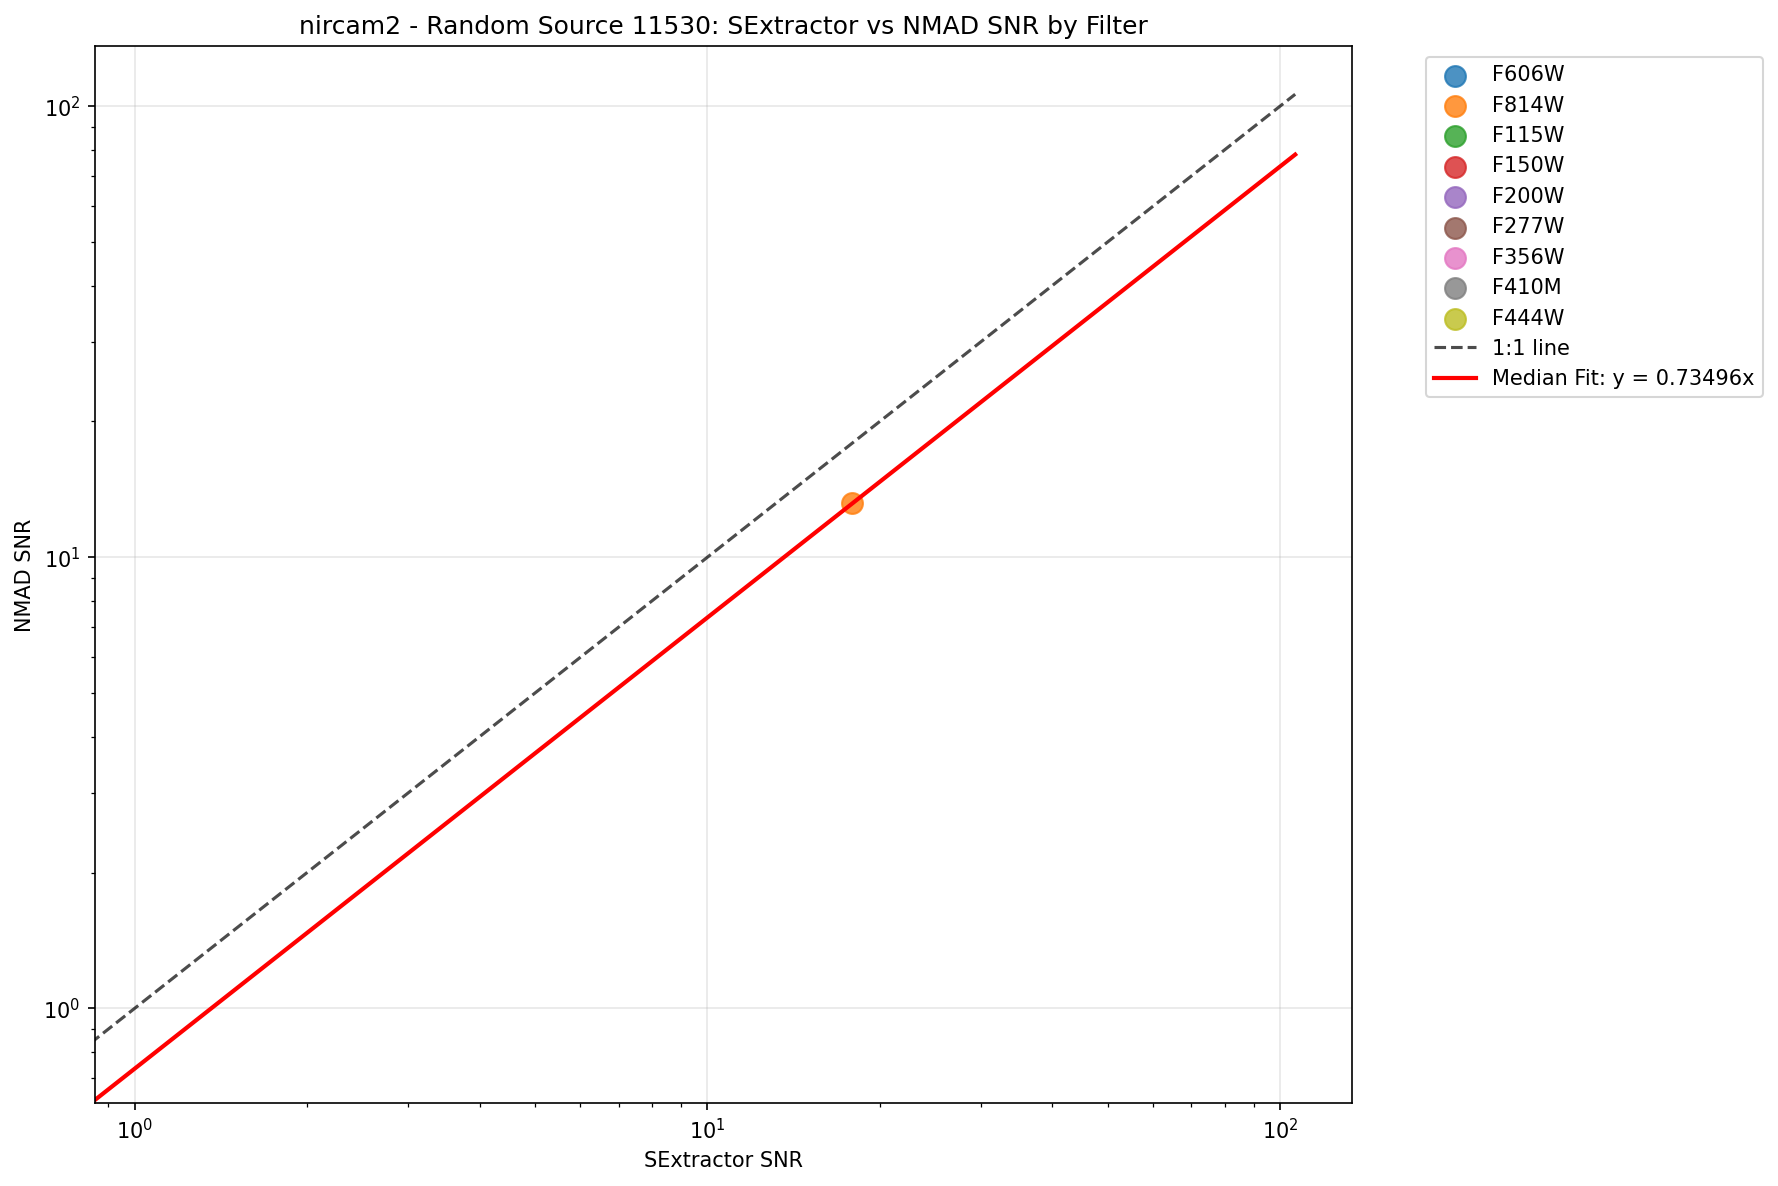 nircam2 - Random Source 11530: SExtractor vs NMAD SNR by Filter
NMAD SNR
10²
10¹
10⁰
10⁰
10¹
10²
SExtractor SNR
F606W
F814W
F115W
F150W
F200W
F277W
F356W
F410M
F444W
1:1 line
Median Fit: y = 0.73496x